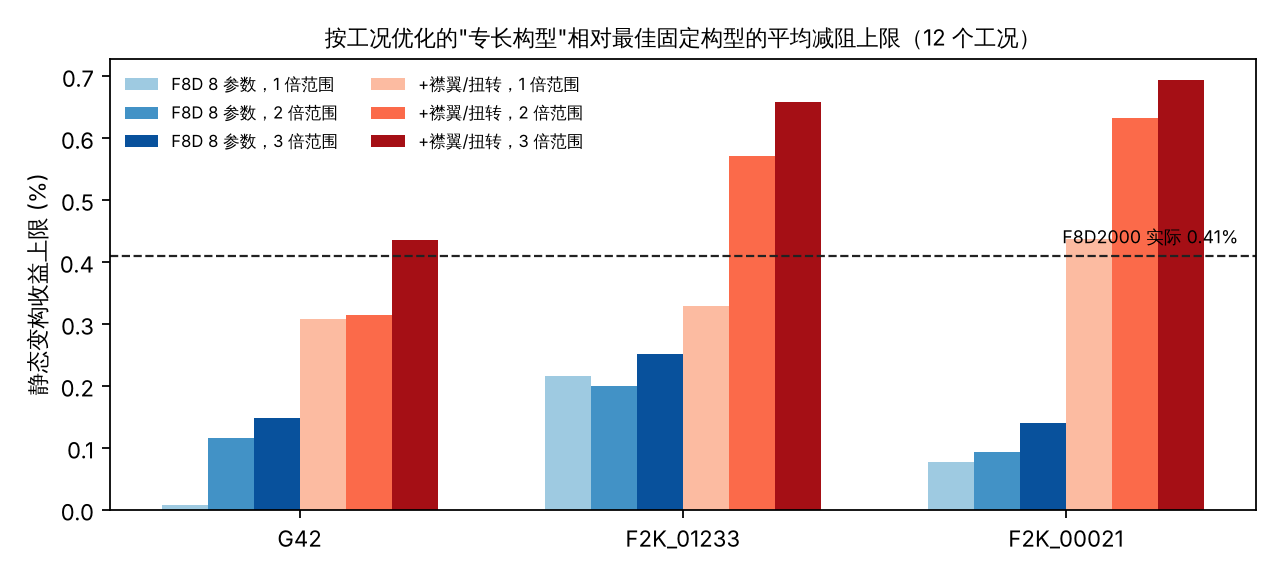 按工况优化的"专长构型"相对最佳固定构型的平均减阻上限（12 个工况）
静态变构收益上限 (%)
0.7
0.6
0.5
0.4
0.3
0.2
0.1
0.0
F8D 8 参数，1 倍范围
F8D 8 参数，2 倍范围
F8D 8 参数，3 倍范围
+襟翼/扭转，1 倍范围
+襟翼/扭转，2 倍范围
+襟翼/扭转，3 倍范围
F8D2000 实际 0.41%
G42
F2K_01233
F2K_00021